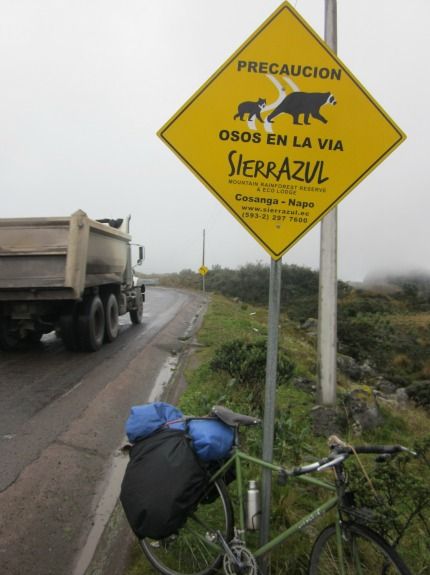 PRECAUCION
OSOS EN LA VIA
SIERRAZUL
MOUNTAIN RAINFOREST RESERVE
& ECO LODGE
Cosanga - Napo
www.sierrazul.ec
(593-2) 297 7600